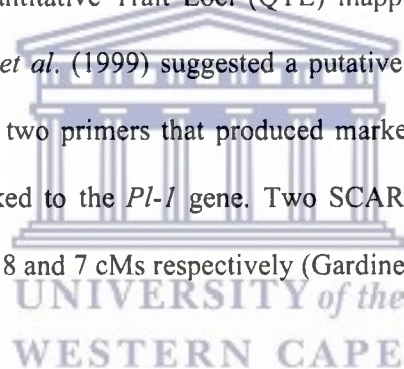 uantitative Trait Loci (QTL) mapp
et al. (1999) suggested a putative
two primers that produced marke
ked to the Pl-1 gene. Two SCAR
8 and 7 cMs respectively (Gardine
UNIVERSITY of the
WESTERN CAPE